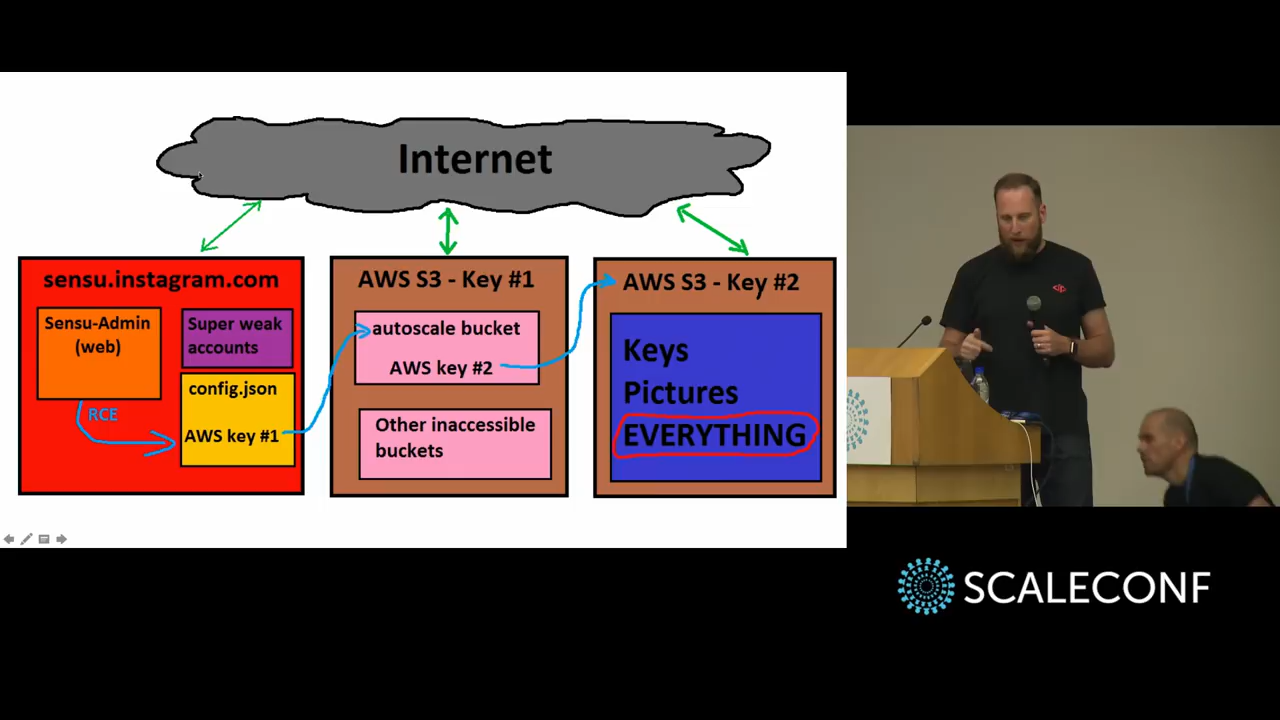 Internet
sensu.instagram.com
Sensu-Admin
(web)
Super weak
accounts
config.json
RCE
AWS key #1
AWS S3 - Key #1
autoscale bucket
AWS key #2
Other inaccessible
buckets
AWS S3 - Key #2
Keys
Pictures
EVERYTHING
SCALECONF